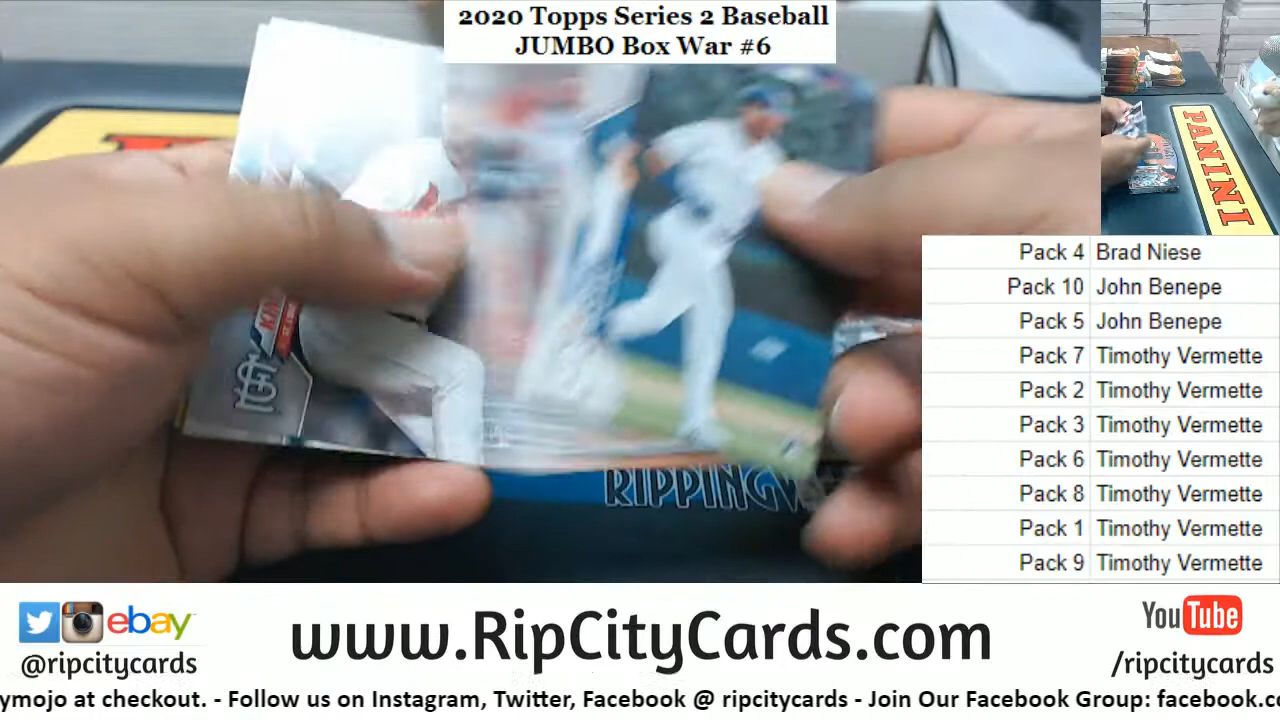 2020 Topps Series 2 Baseball
JUMBO Box War #6
PANINI
Pack 4 Brad Niese
Pack 10 John Benepe
Pack 5 John Benepe
Pack 7 Timothy Vermette
Pack 2 Timothy Vermette
Pack 3 Timothy Vermette
Pack 6 Timothy Vermette
Pack 8 Timothy Vermette
Pack 1 Timothy Vermette
Pack 9 Timothy Vermette
RIPPING
ebay
@ripcitycards
www.RipCityCards.com
YouTube
/ripcitycards
ymojo at checkout. - Follow us on Instagram, Twitter, Facebook @ ripcitycards - Join Our Facebook Group: facebook.c